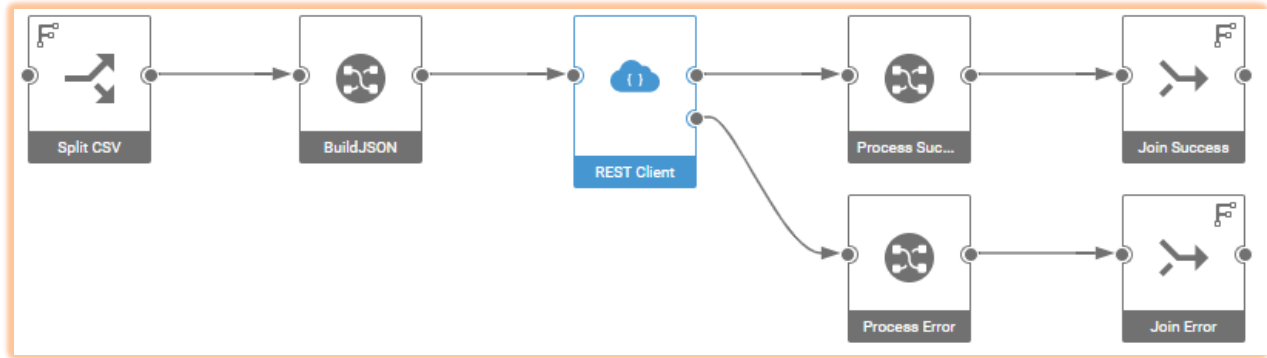 Split CSV
BuildJSON
{ }
REST Client
Process Suc...
Join Success
Process Error
Join Error